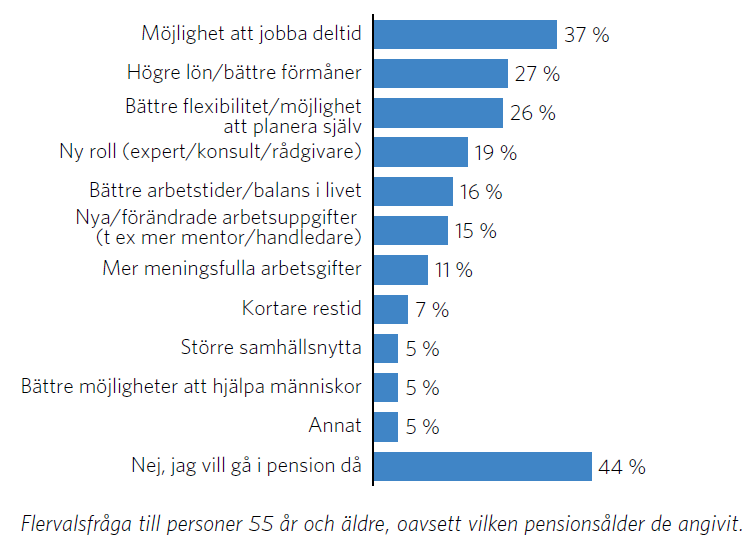 Möjlighet att jobba deltid 37 %
Högre lön/bättre förmåner 27 %
Bättre flexibilitet/möjlighet
att planera själv 26 %
Ny roll (expert/konsult/rådgivare) 19 %
Bättre arbetstider/balans i livet 16 %
Nya/förändrade arbetsuppgifter
(t ex mer mentor/handledare) 15 %
Mer meningsfulla arbetsgifter 11 %
Kortare restid 7 %
Större samhällsnytta 5 %
Bättre möjligheter att hjälpa människor 5 %
Annat 5 %
Nej, jag vill gå i pension då 44 %
Flervalsfråga till personer 55 år och äldre, oavsett vilken pensionsålder de angivit.